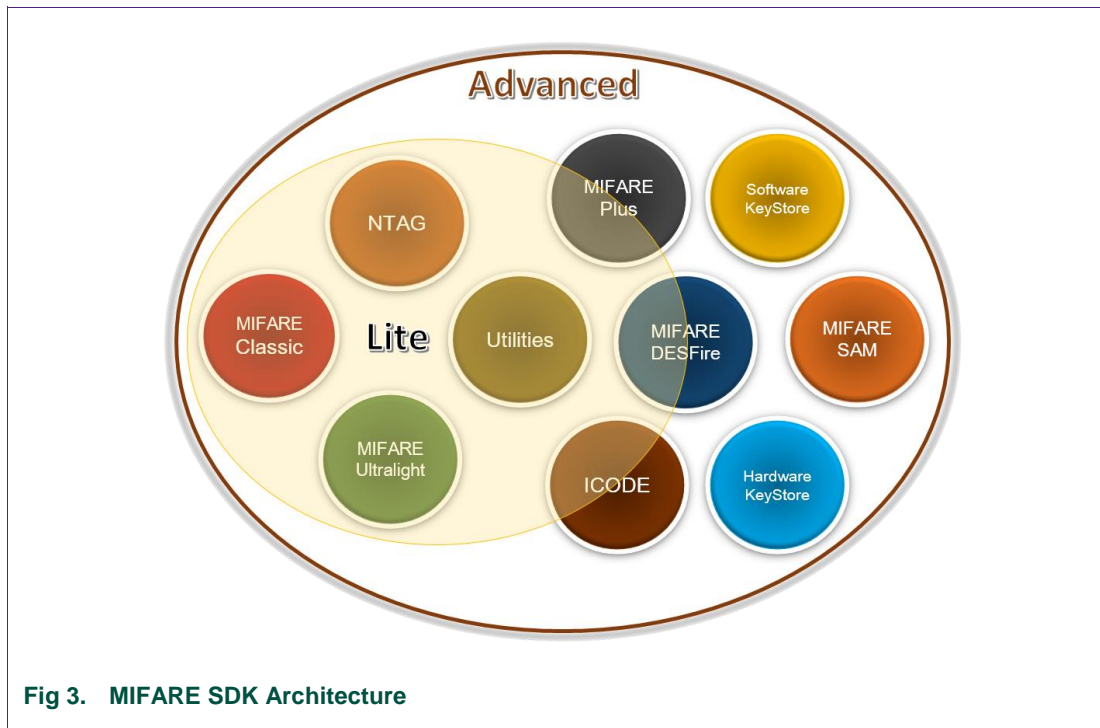 Advanced
NTAG
MIFARE
Plus
Software
KeyStore
MIFARE
Classic
Lite
Utilities
MIFARE
DESFire
MIFARE
SAM
MIFARE
Ultralight
ICODE
Hardware
KeyStore
Fig 3. MIFARE SDK Architecture